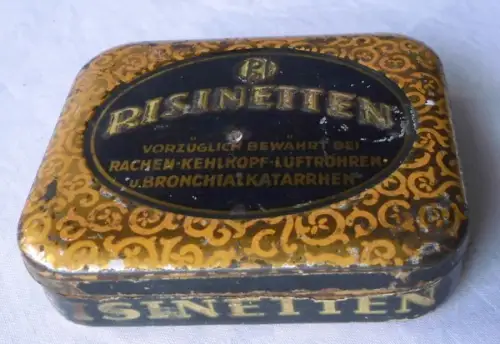 RISINETTEN
VORZÜGLICH BEWÄHRT BEI
RACHEN-KEHLKOPF-LUFTRÖHREN-
u.BRONCHIALKATARRHEN
ISINETTEN